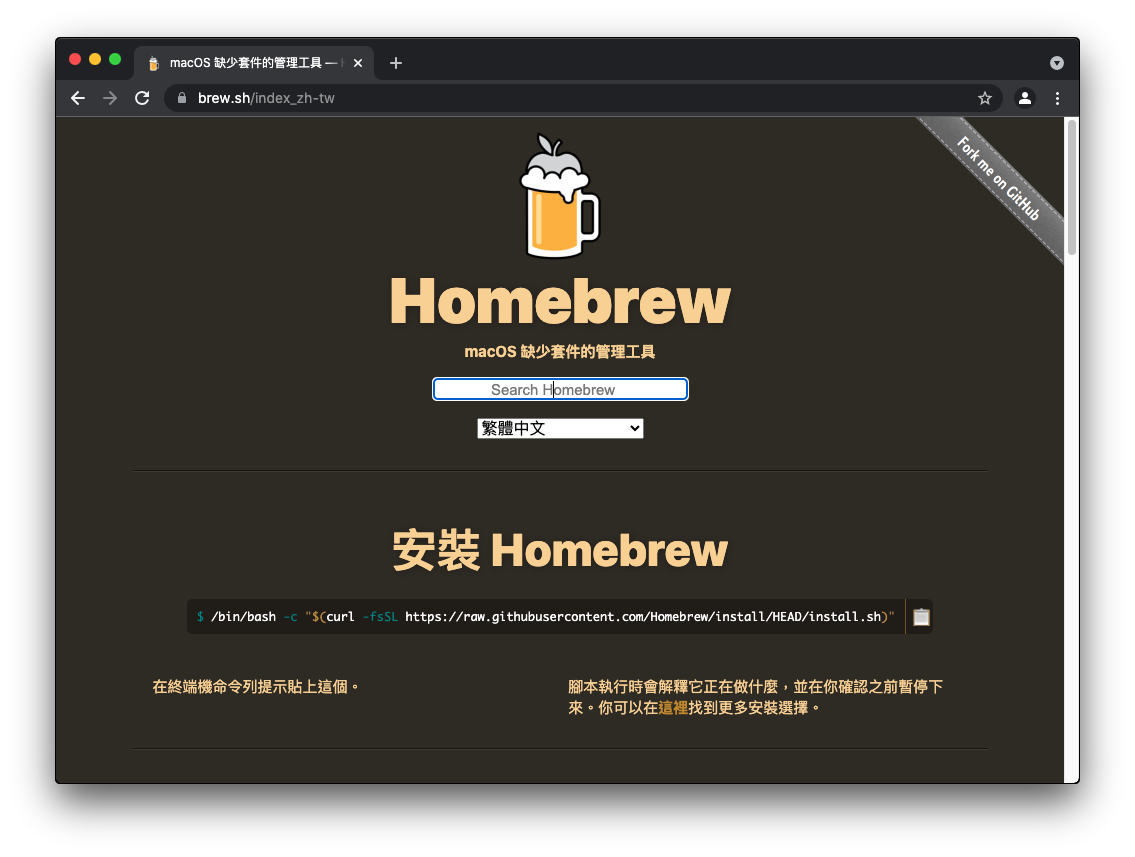 macOS 缺少套件的管理工具 —
brew.sh/index_zh-tw
Fork me on GitHub
Homebrew
macOS 缺少套件的管理工具
Search Homebrew
繁體中文
安裝 Homebrew
$ /bin/bash -c "$(curl -fsSL https://raw.githubusercontent.com/Homebrew/install/HEAD/install.sh)"
在終端機命令列提示貼上這個。
腳本執行時會解釋它正在做什麼，並在你確認之前暫停下
來。你可以在這裡找到更多安裝選擇。